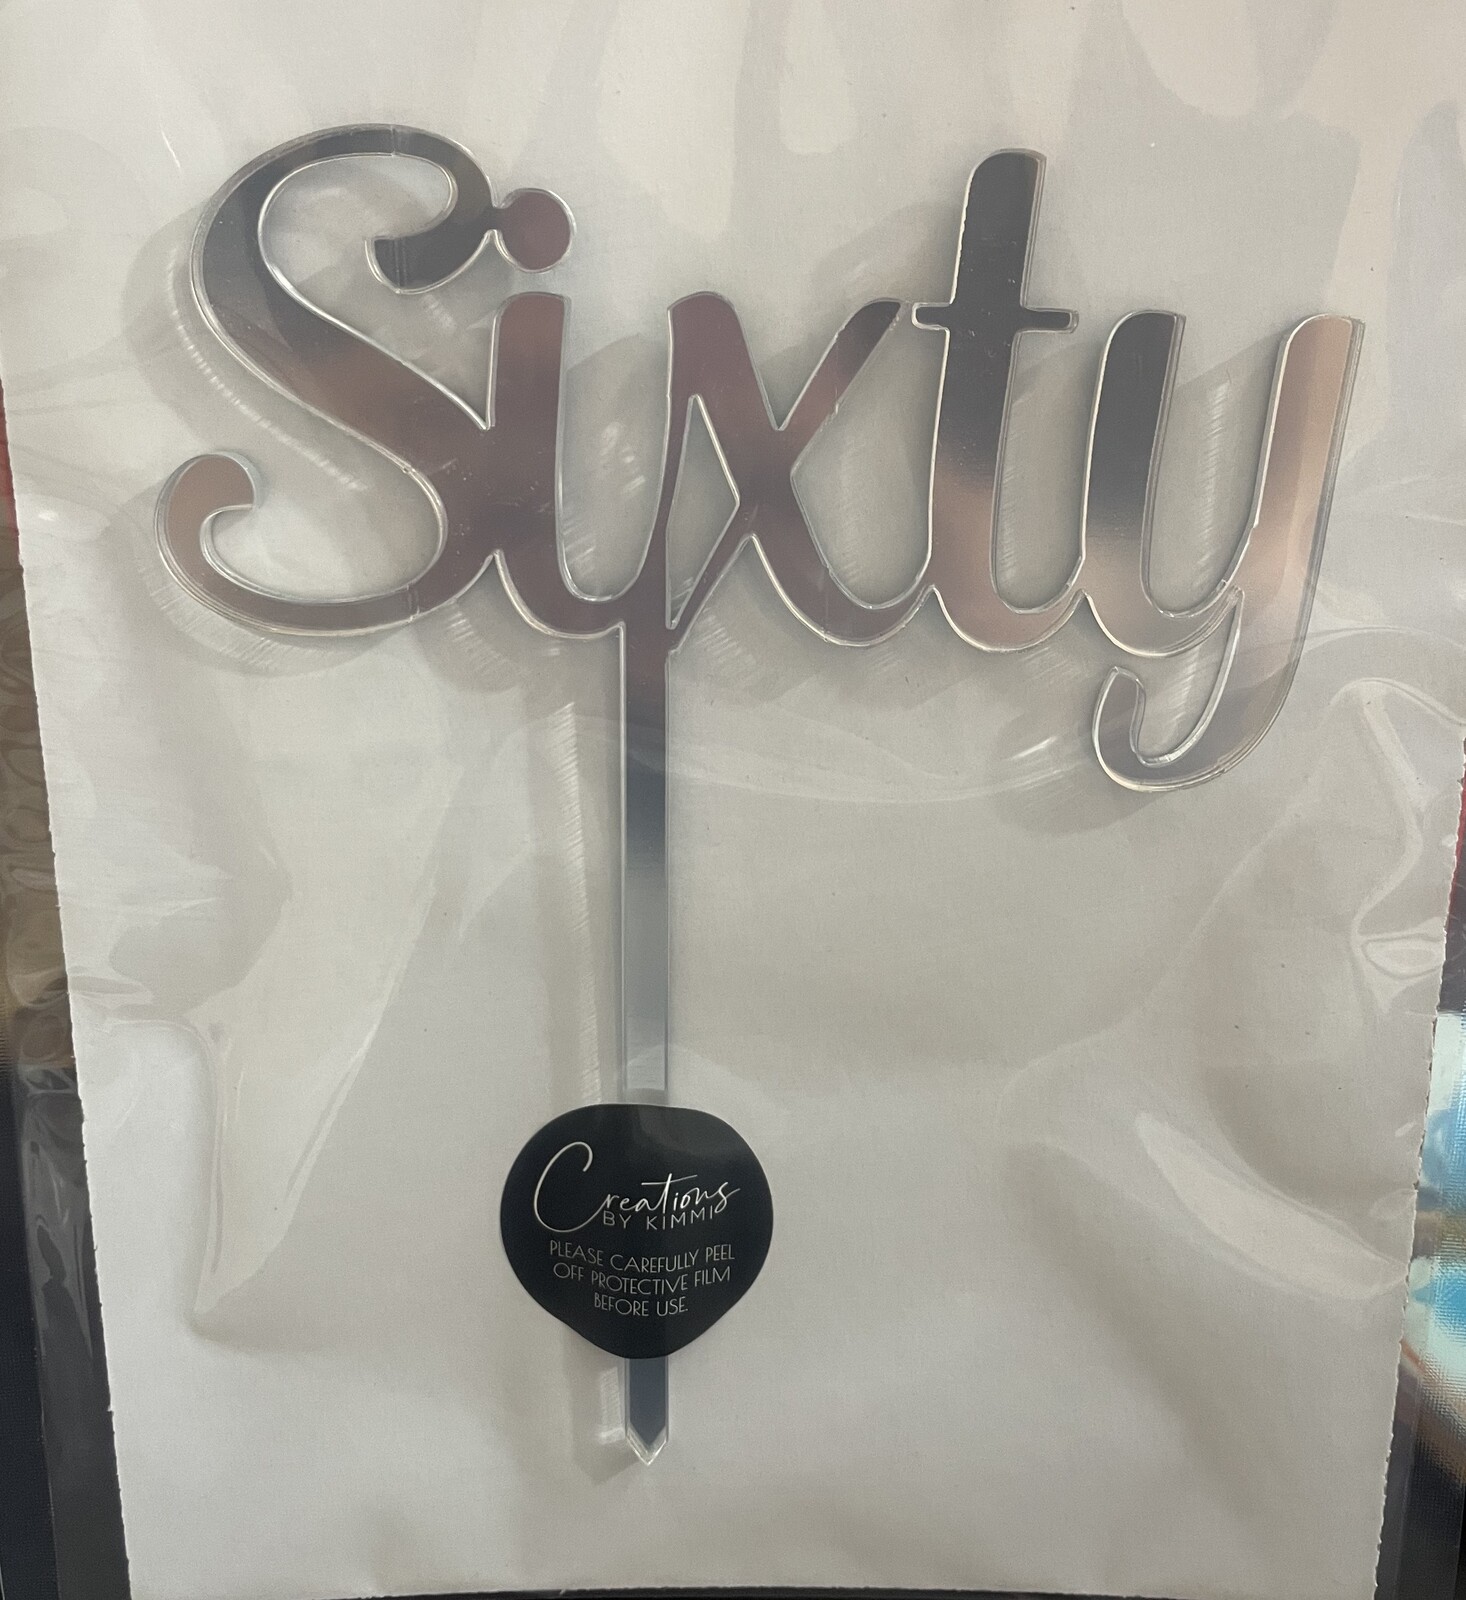 Sixty
Creations
BY KIMMI
PLEASE CAREFULLY PEEL
OFF PROTECTIVE FILM
BEFORE USE.